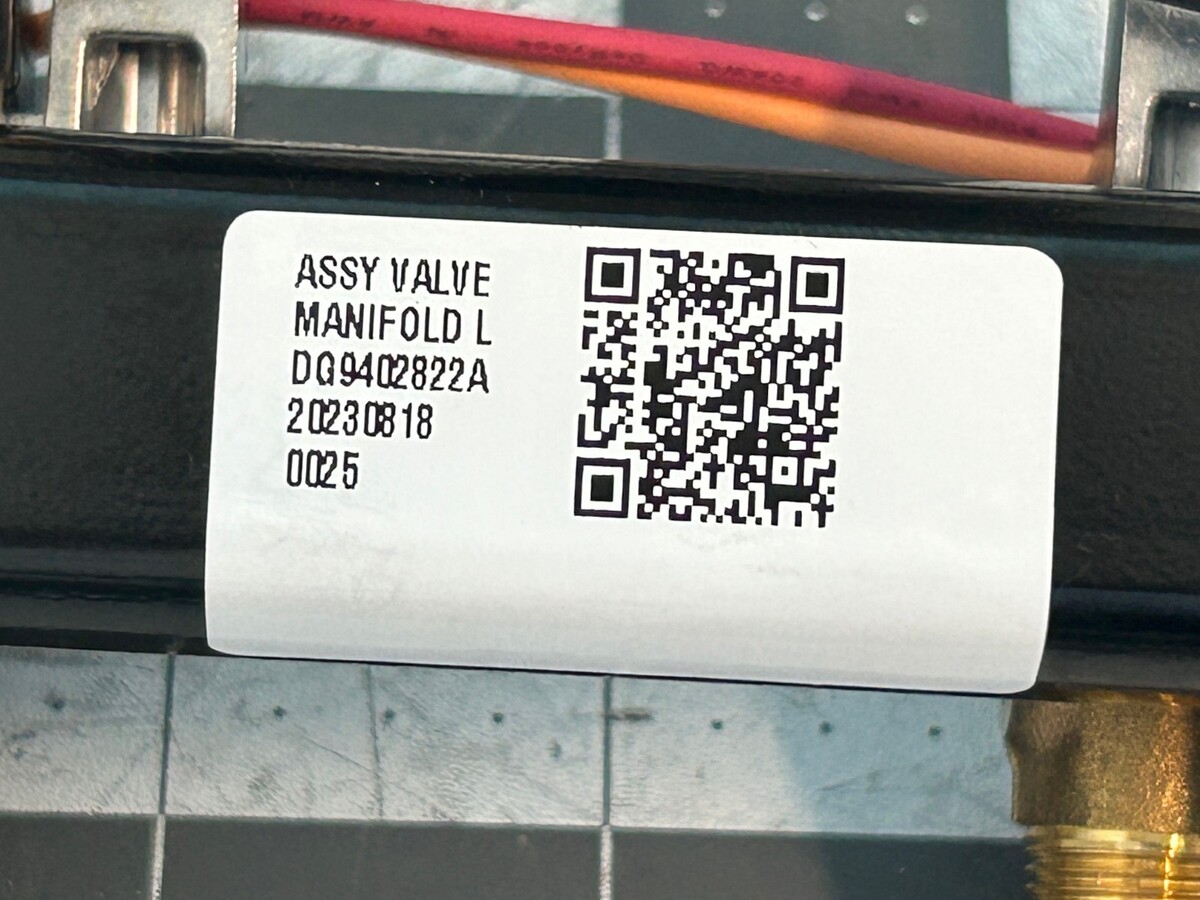 ASSY VALVE
MANIFOLD L
DG9402822A
20230818
0025